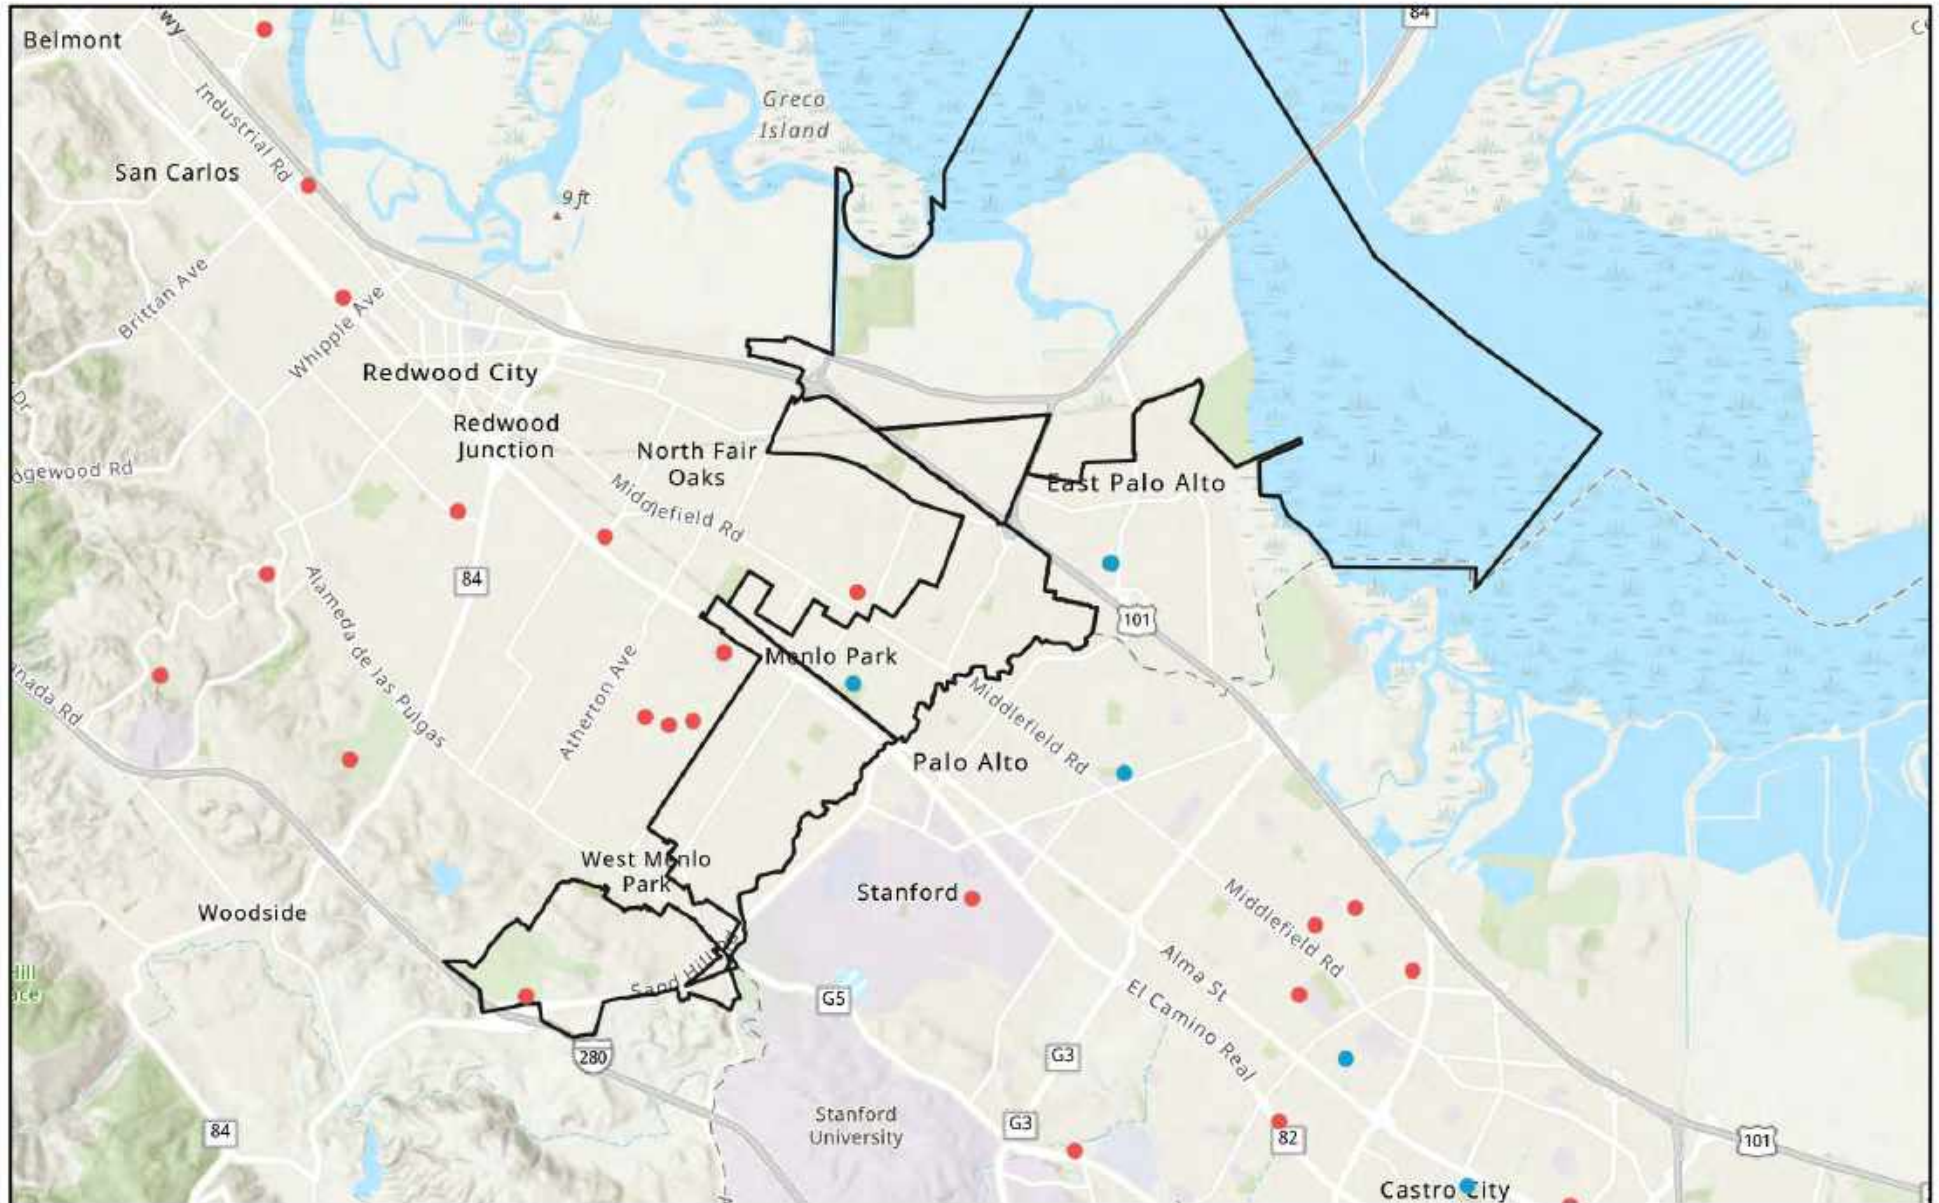 84
Belmont
Industrial Rd
Greco
Island
San Carlos
9 ft
Brittan Ave
Whipple Ave
Redwood City
Redwood
Junction
North Fair
Oaks
East Palo Alto
Middlefield Rd
84
101
Menlo Park
Alameda de las Pulgas
Atherton Ave
Middlefield Rd
Palo Alto
West Menlo
Park
Woodside
Stanford
Middlefield Rd
Sand Hill
G5
Alma St
El Camino Real
280
G3
84
Stanford
University
G3
82
101
Castro City